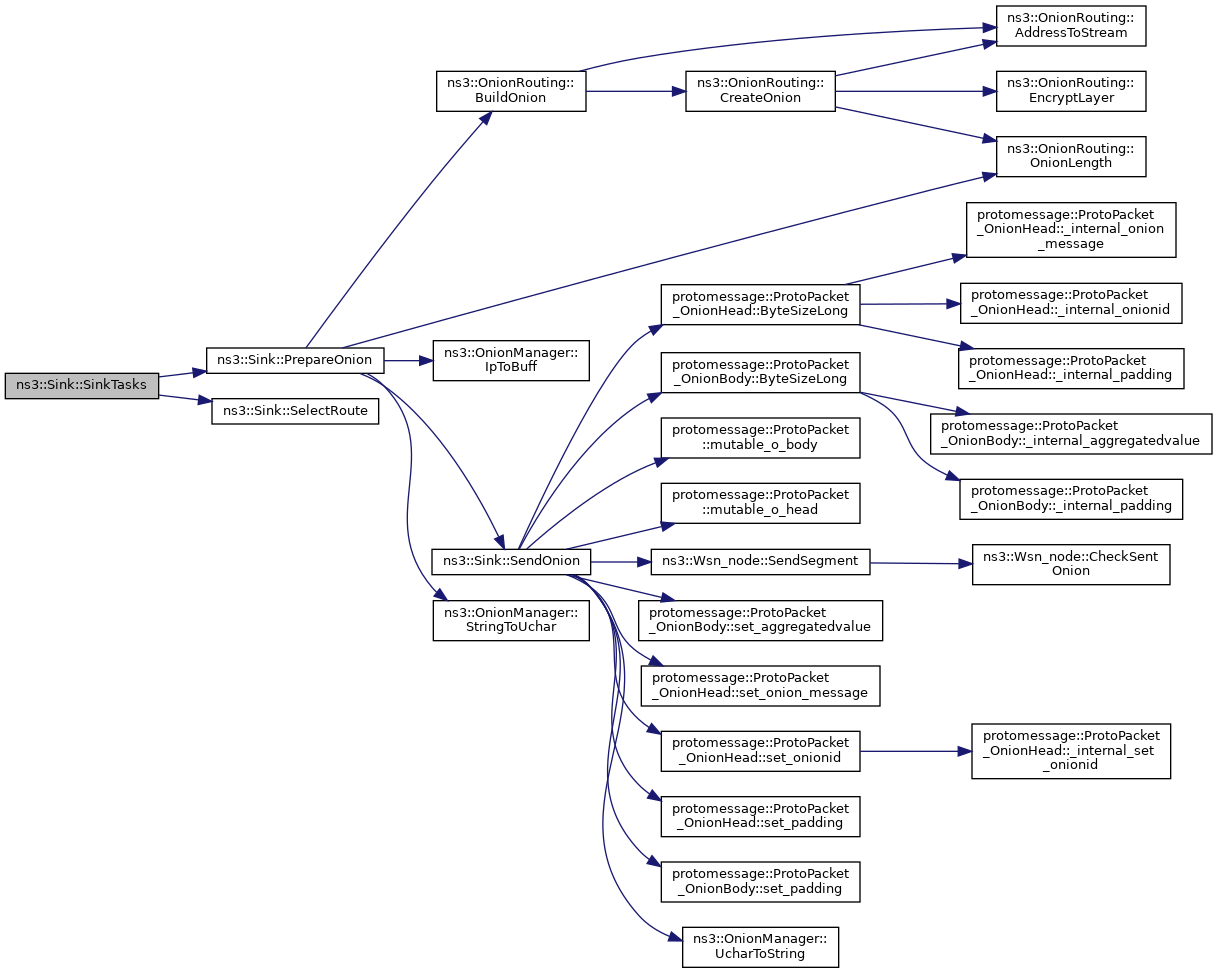 ns3::Sink::SinkTasks
ns3::Sink::PrepareOnion
ns3::Sink::SelectRoute
ns3::OnionRouting::
BuildOnion
ns3::OnionManager::
IpToBuff
ns3::Sink::SendOnion
ns3::OnionManager::
StringToUchar
ns3::OnionRouting::
CreateOnion
protomessage::ProtoPacket
_OnionHead::ByteSizeLong
protomessage::ProtoPacket
_OnionBody::ByteSizeLong
protomessage::ProtoPacket
::mutable_o_body
protomessage::ProtoPacket
::mutable_o_head
ns3::Wsn_node::SendSegment
protomessage::ProtoPacket
_OnionBody::set_aggregatedvalue
protomessage::ProtoPacket
_OnionHead::set_onion_message
protomessage::ProtoPacket
_OnionHead::set_onionid
protomessage::ProtoPacket
_OnionHead::set_padding
protomessage::ProtoPacket
_OnionBody::set_padding
ns3::OnionManager::
UcharToString
ns3::OnionRouting::
AddressToStream
ns3::OnionRouting::
EncryptLayer
ns3::OnionRouting::
OnionLength
protomessage::ProtoPacket
_OnionHead::_internal_onion
_message
protomessage::ProtoPacket
_OnionHead::_internal_onionid
protomessage::ProtoPacket
_OnionHead::_internal_padding
protomessage::ProtoPacket
_OnionBody::_internal_aggregatedvalue
protomessage::ProtoPacket
_OnionBody::_internal_padding
ns3::Wsn_node::CheckSent
Onion
protomessage::ProtoPacket
_OnionHead::_internal_set
_onionid